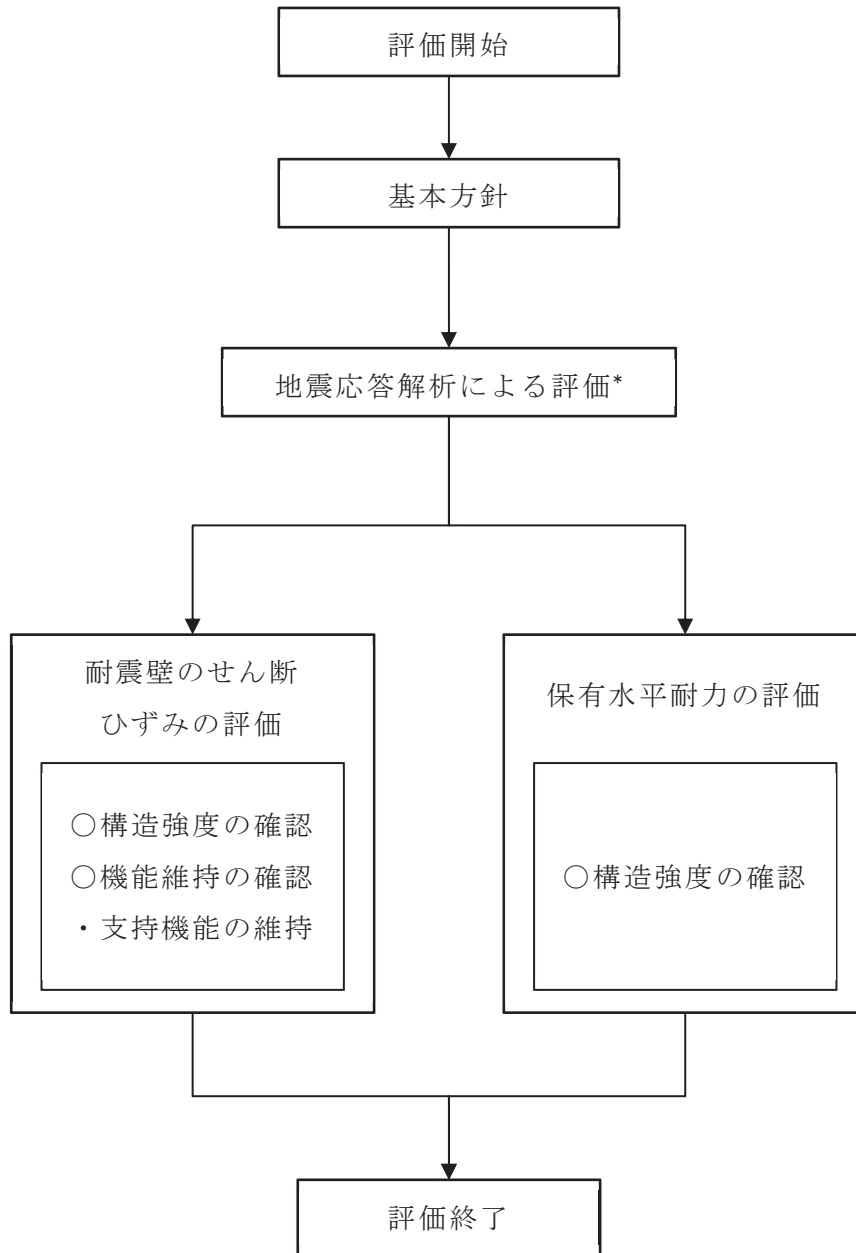 評価開始
基本方針
地震応答解析による評価*
耐震壁のせん断
ひずみの評価
○構造強度の確認
○機能維持の確認
・支持機能の維持
保有水平耐力の評価
○構造強度の確認
評価終了